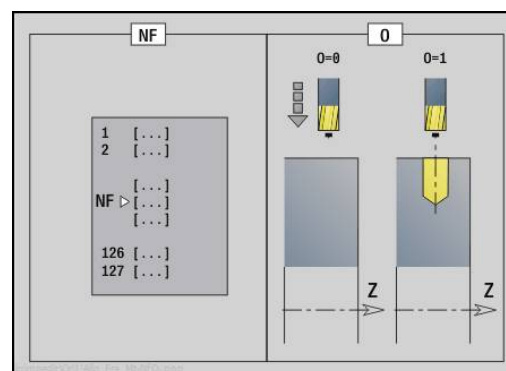 NF
1 [...]
2 [...]
[...]
NF [...]
[...]
126 [...]
127 [...]
O
O=0 O=1
Z Z